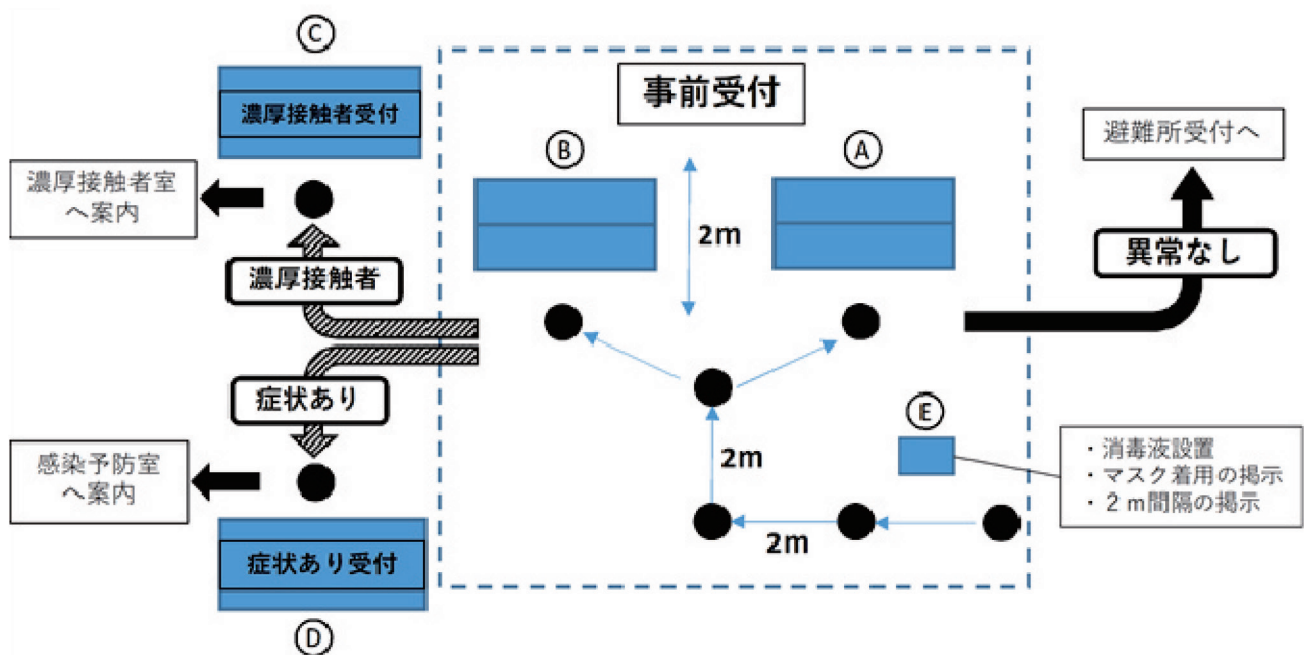 Ⓒ
濃厚接触者受付
濃厚接触者室
へ案内
濃厚接触者
症状あり
感染予防室
へ案内
症状あり受付
Ⓓ
事前受付
Ⓑ
Ⓐ
2m
2m
2m
Ⓔ
・消毒液設置
・マスク着用の掲示
・２ｍ間隔の掲示
異常なし
避難所受付へ